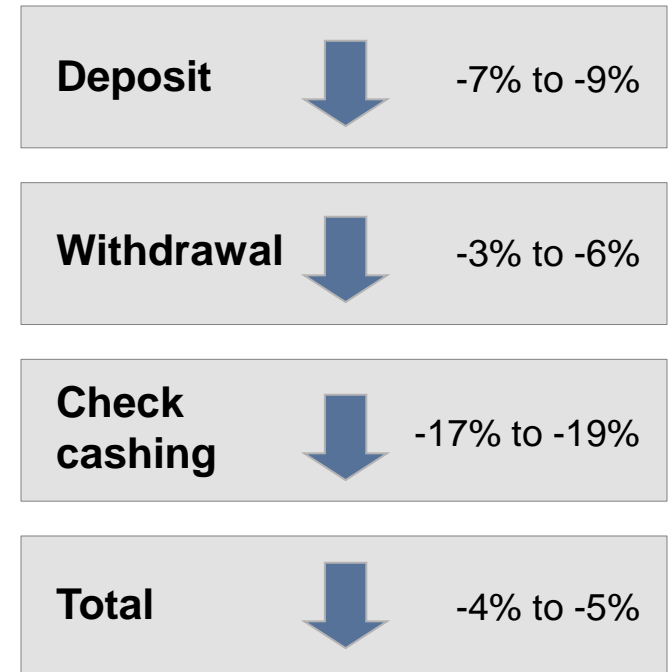 Deposit -7% to -9%
Withdrawal -3% to -6%
Check
cashing -17% to -19%
Total -4% to -5%